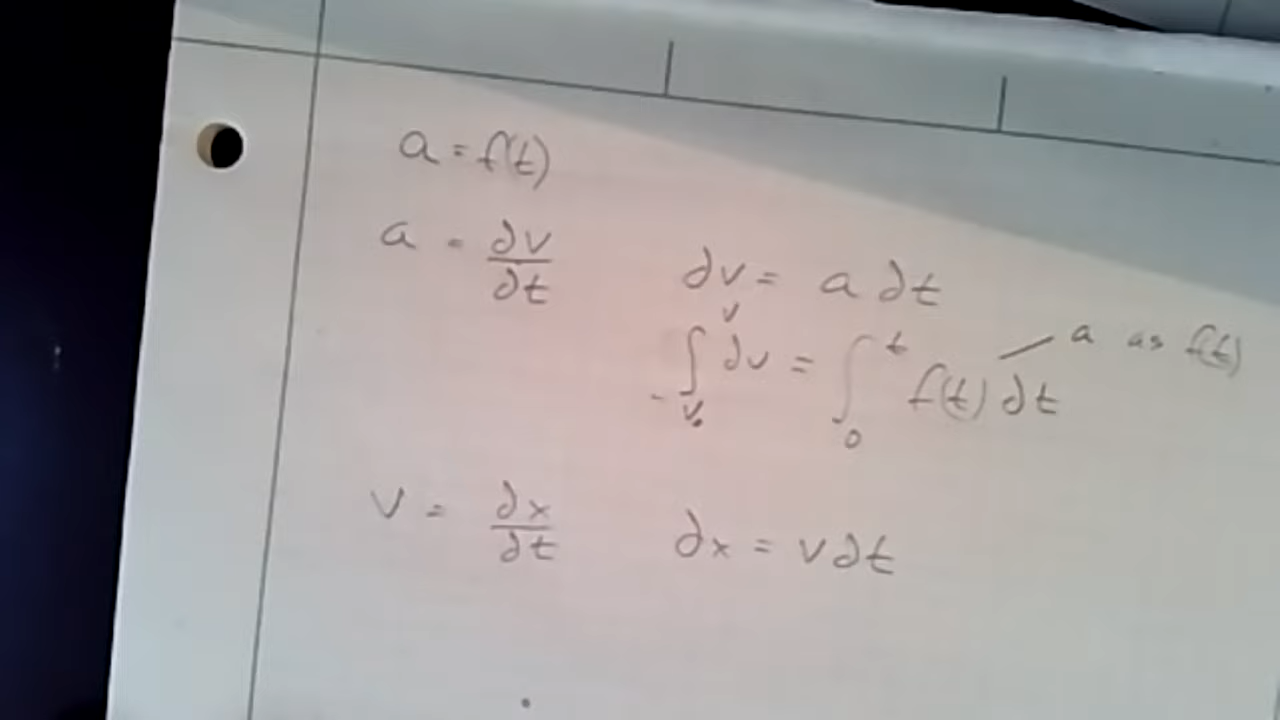 a = f(t)
a = ∂v/∂t    ∂v = a ∂t
∫_{v₀}^{v} ∂v = ∫_{0}^{t} f(t) ∂t — a as f(t)
v = ∂x/∂t    ∂x = v ∂t